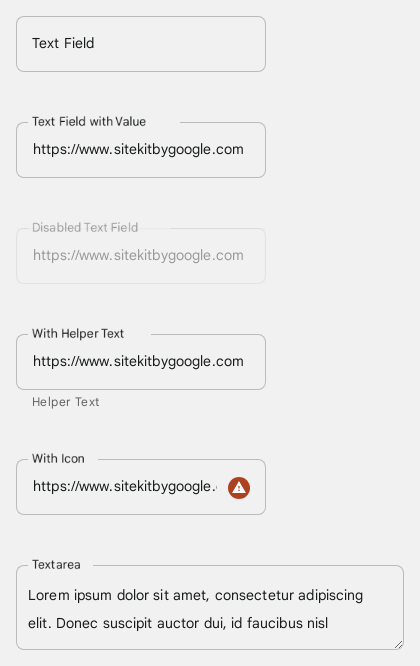 Text Field
Text Field with Value
https://www.sitekitbygoogle.com
Disabled Text Field
https://www.sitekitbygoogle.com
With Helper Text
https://www.sitekitbygoogle.com
Helper Text
With Icon
https://www.sitekitbygoogle.
Textarea
Lorem ipsum dolor sit amet, consectetur adipiscing
elit. Donec suscipit auctor dui, id faucibus nisl